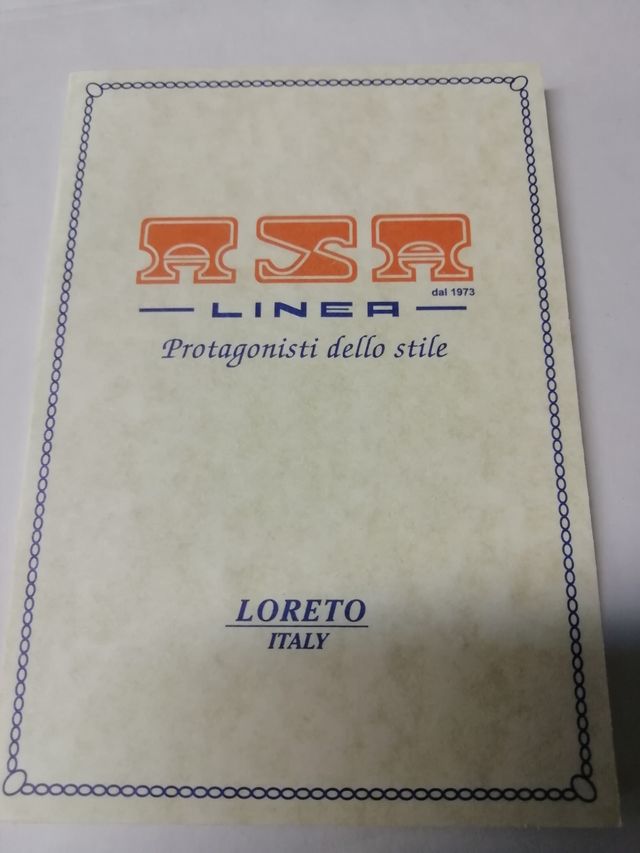 ASA
dal 1973
LINEA
Protagonisti dello stile
LORETO
ITALY